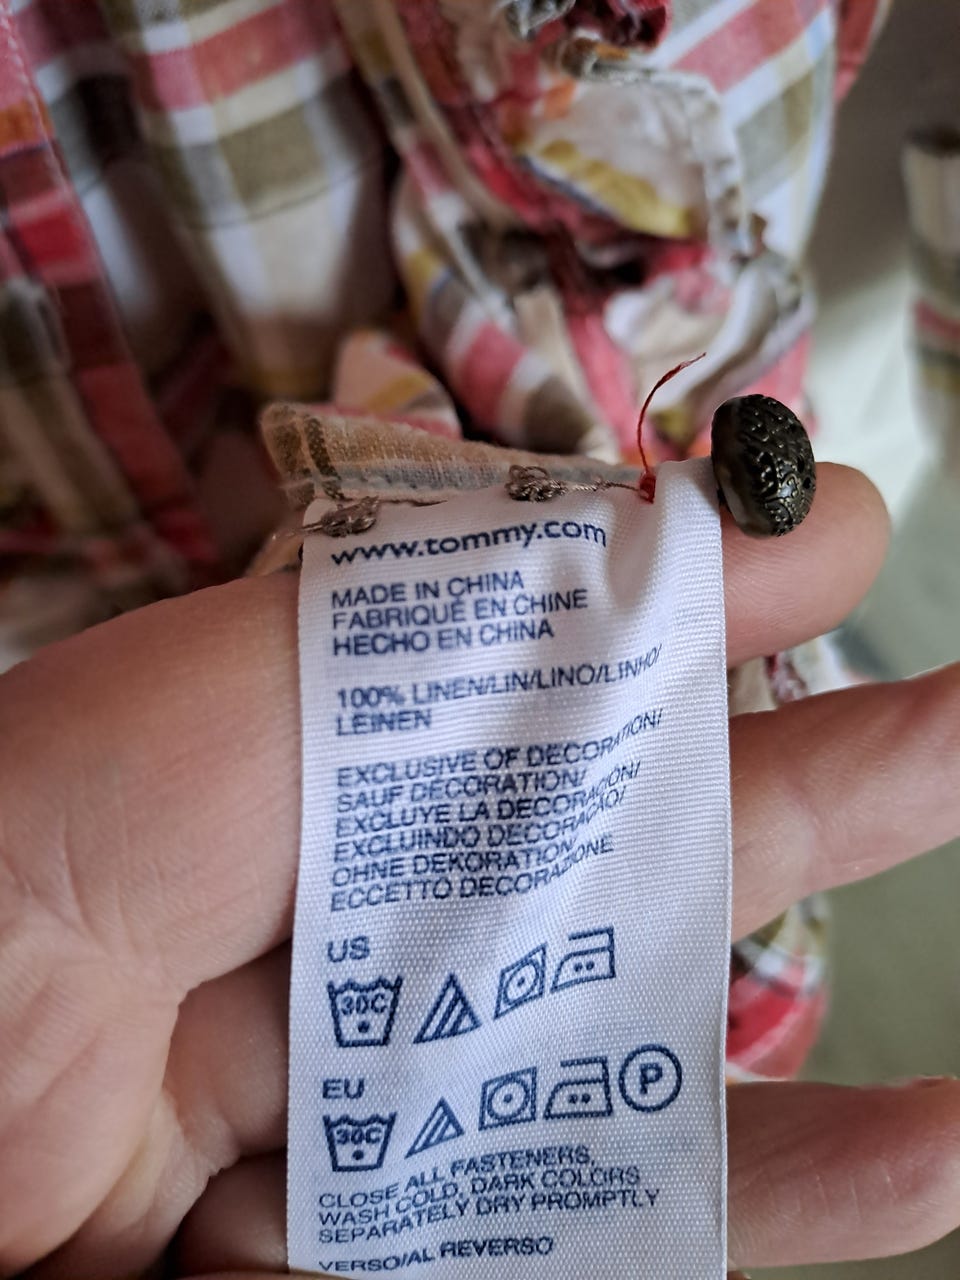 www.tommy.com
MADE IN CHINA
FABRIQUÉ EN CHINE
HECHO EN CHINA
100% LINEN/LIN/LINO/LINHO/
LEINEN
EXCLUSIVE OF DECORATION/
SAUF DECORATION/
EXCLUYE LA DECORACION/
EXCLUINDO DECORAÇÃO/
OHNE DEKORATION
ECCETTO DECORAZIONE
US
30C
EU
30C
P
CLOSE ALL FASTENERS,
WASH COLD, DARK COLORS
SEPARATELY DRY PROMPTLY
VERSO/AL REVERSO